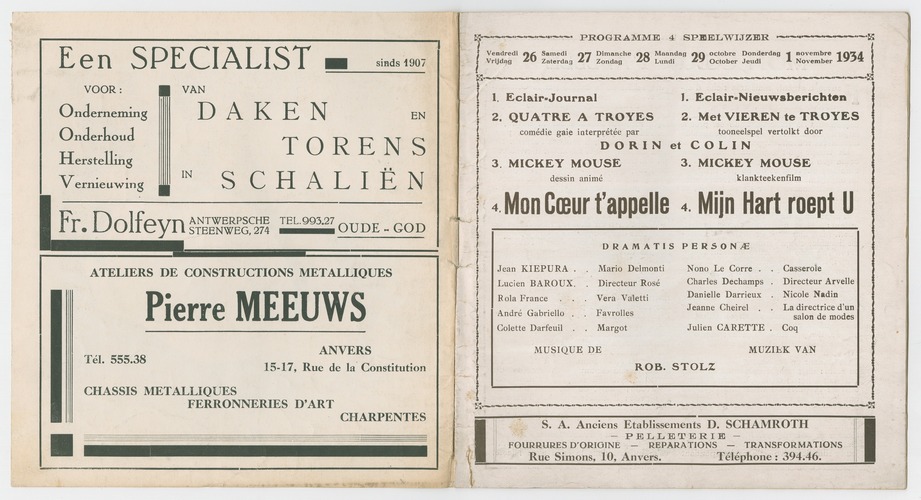 Een SPECIALIST sinds 1907
VOOR :
Onderneming
Onderhoud
Herstelling
Vernieuwing
VAN
DAKEN EN
TORENS
IN SCHALIËN
Fr. Dolfeyn ANTWERPSCHE STEENWEG, 274 TEL. 993,27 OUDE - GOD
ATELIERS DE CONSTRUCTIONS METALLIQUES
Pierre MEEUWS
ANVERS
Tél. 555.38
15-17, Rue de la Constitution
CHASSIS METALLIQUES
FERRONNERIES D'ART
CHARPENTES
PROGRAMME 4 SPEELWIJZER
Vendredi Vrijdag 26 Samedi Zaterdag 27 Dimanche Zondag 28 Maandag Lundi 29 octobre October Donderdag Jeudi 1 novembre November 1934
1. Eclair-Journal
2. QUATRE A TROYES
comédie gaie interprétée par
1. Eclair-Nieuwsberichten
2. Met VIEREN te TROYES
tooneelspel vertolkt door
DORIN et COLIN
3. MICKEY MOUSE
dessin animé
3. MICKEY MOUSE
klankteekenfilm
4. Mon Cœur t'appelle
4. Mijn Hart roept U
DRAMATIS PERSONÆ
Jean KIEPURA . . Mario Delmonti
Lucien BAROUX . . Directeur Rosé
Rola France . . . Vera Valetti
André Gabriello . . Favrolles
Colette Darfeuil . . Margot
Nono Le Corre . . Casserole
Charles Dechamps . Directeur Arvelle
Danielle Darrieux . Nicole Nadin
Jeanne Cheirel . . La directrice d'un
salon de modes
Julien CARETTE . Coq
MUSIQUE DE MUZIEK VAN
ROB. STOLZ
S. A. Anciens Etablissements D. SCHAMROTH
— PELLETERIE —
FOURRURES D'ORIGINE — REPARATIONS — TRANSFORMATIONS
Rue Simons, 10, Anvers. Téléphone : 394.46.